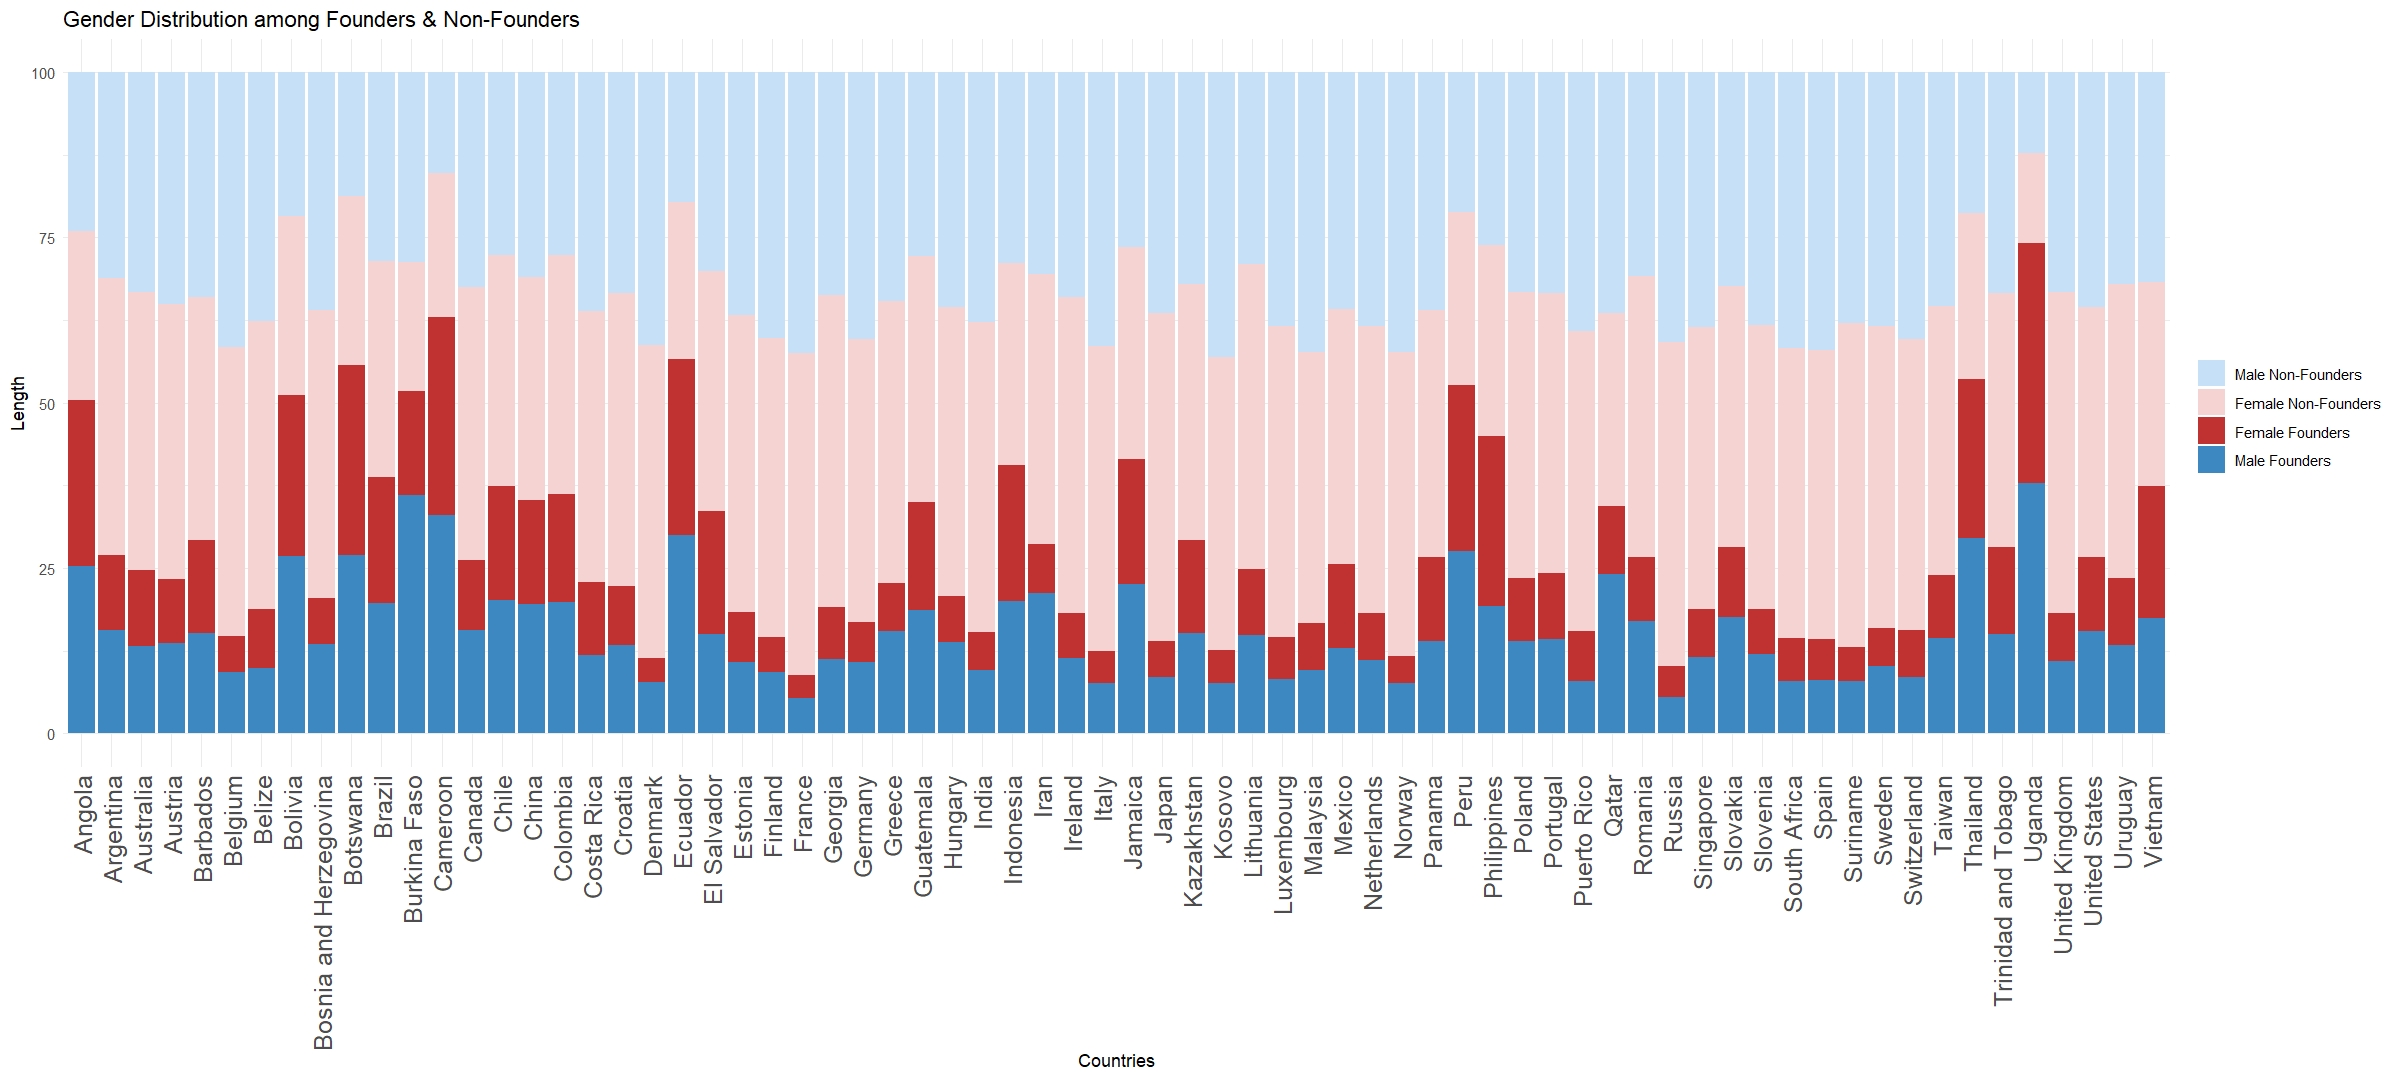 Gender Distribution among Founders & Non-Founders
Length
100
75
50
25
0
Angola
Argentina
Australia
Austria
Barbados
Belgium
Belize
Bolivia
Bosnia and Herzegovina
Botswana
Brazil
Burkina Faso
Cameroon
Canada
Chile
China
Colombia
Costa Rica
Croatia
Denmark
Ecuador
El Salvador
Estonia
Finland
France
Georgia
Germany
Greece
Guatemala
Hungary
India
Indonesia
Iran
Ireland
Italy
Jamaica
Japan
Kazakhstan
Kosovo
Lithuania
Luxembourg
Malaysia
Mexico
Netherlands
Norway
Panama
Peru
Philippines
Poland
Portugal
Puerto Rico
Qatar
Romania
Russia
Singapore
Slovakia
Slovenia
South Africa
Spain
Suriname
Sweden
Switzerland
Taiwan
Thailand
Trinidad and Tobago
Uganda
United Kingdom
United States
Uruguay
Vietnam
Countries
Male Non-Founders
Female Non-Founders
Female Founders
Male Founders